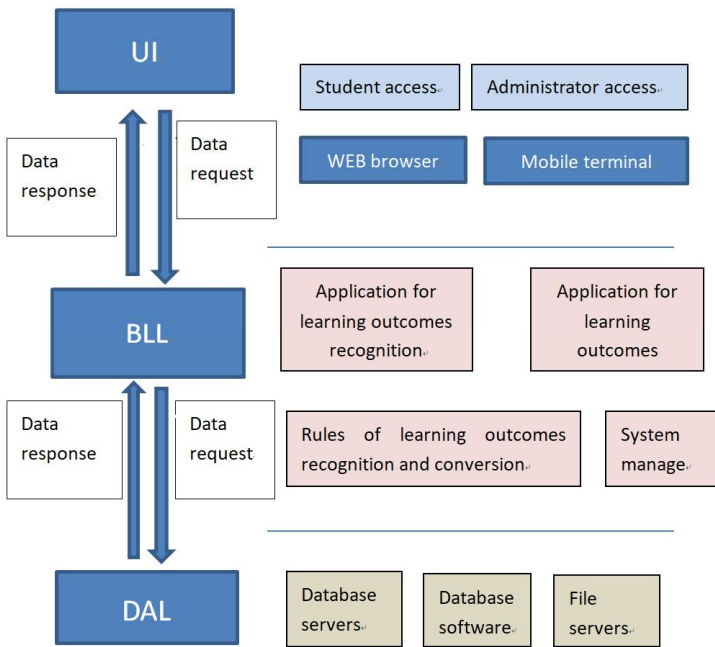 UI
Student access
Administrator access
Data
response
Data
request
WEB browser
Mobile terminal
BLL
Application for
learning outcomes
recognition
Application for
learning
outcomes
Data
response
Data
request
Rules of learning outcomes
recognition and conversion
System
manage
DAL
Database
servers
Database
software
File
servers